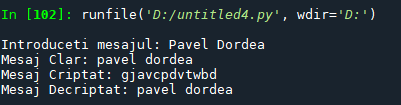 In [102]: runfile('D:/untitled4.py', wdir='D:')
Introduceti mesajul: Pavel Dordea
Mesaj Clar: pavel dordea
Mesaj Criptat: gjavcpdvtwbd
Mesaj Decriptat: pavel dordea